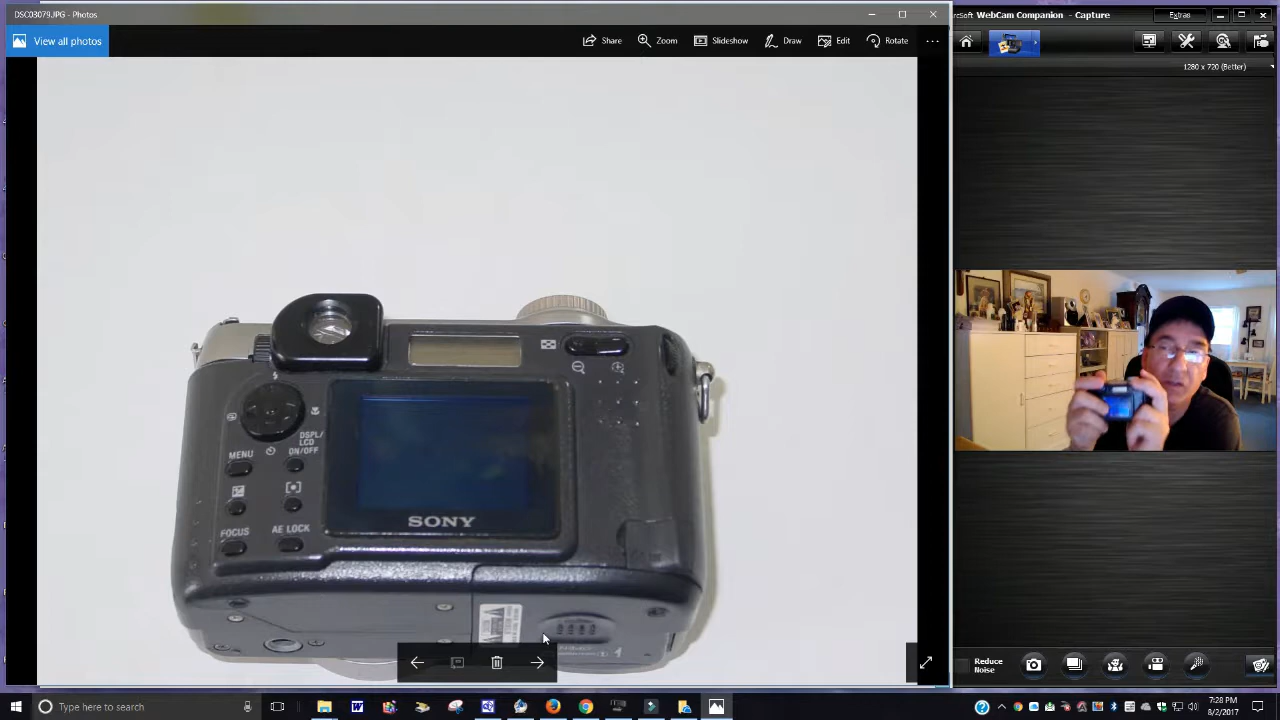 DSC03079.JPG - Photos
View all photos
Share
Zoom
Slideshow
Draw
Edit
Rotate
WebCam Companion - Capture
Extras
1280 x 720 (Better)
DSPL/
LCD
ON/OFF
MENU
FOCUS
AE LOCK
SONY
Reduce
Noise
Type here to search
7:28 PM
8/2/2017